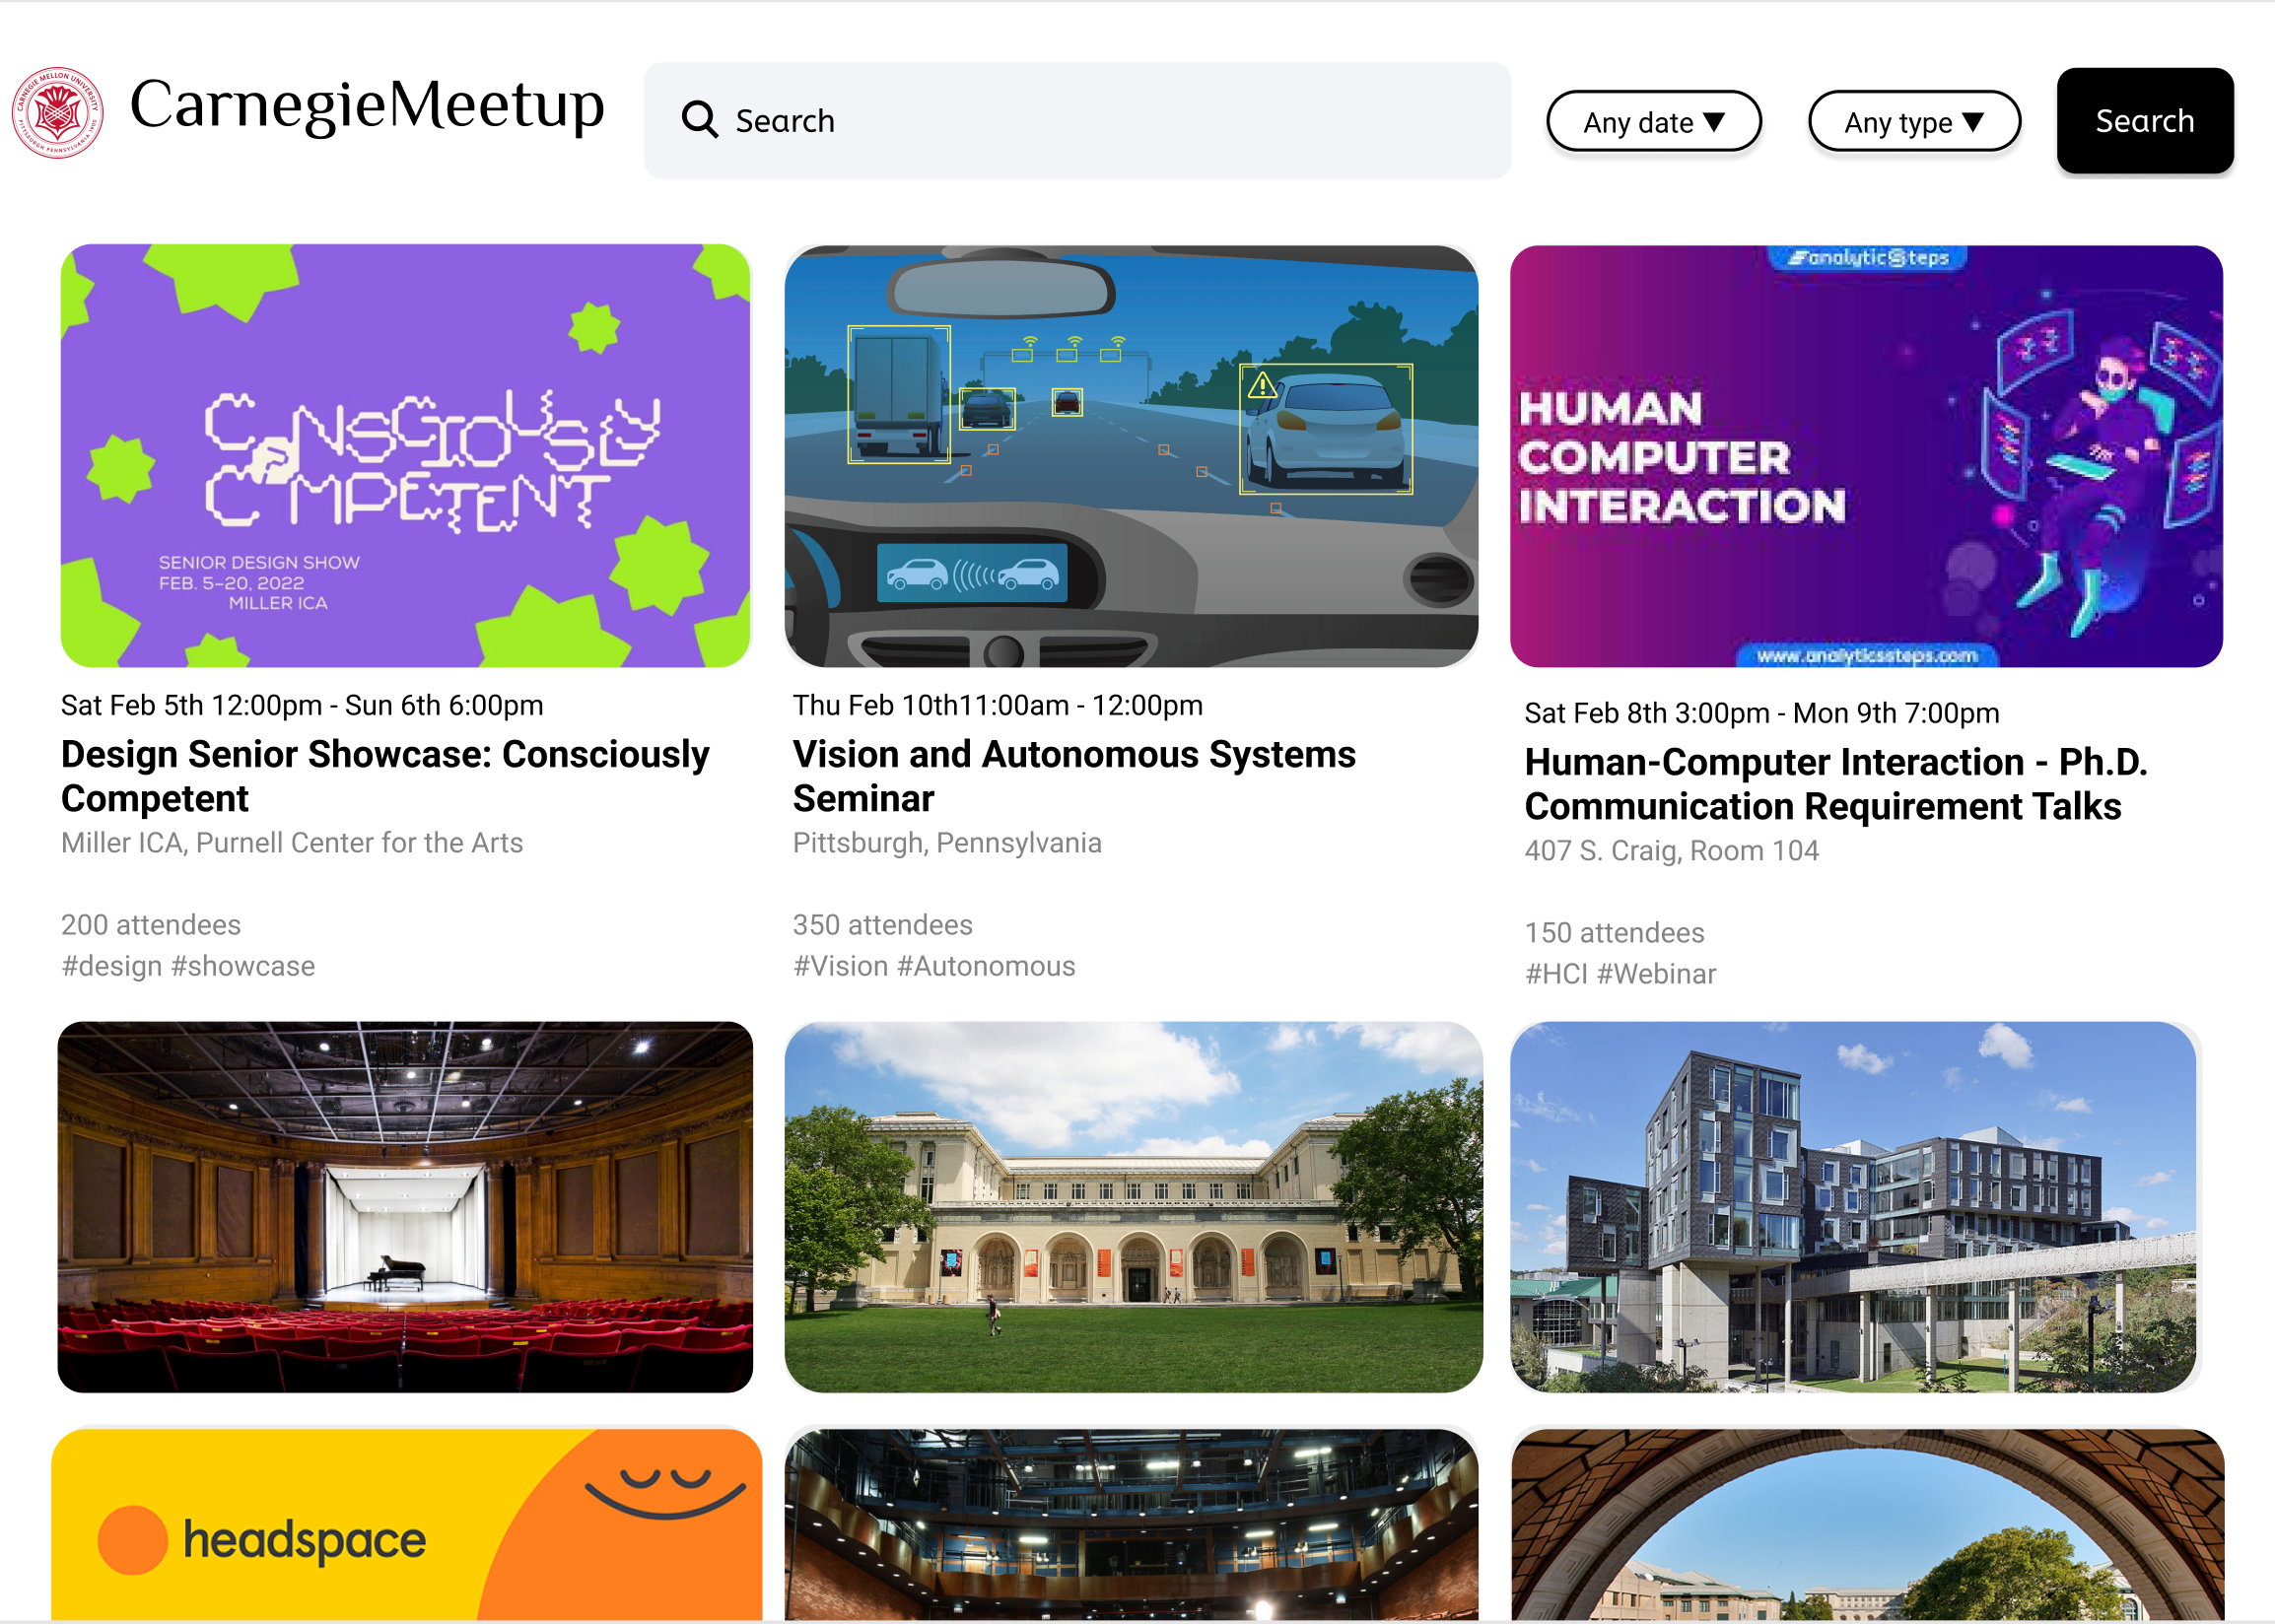 CARNEGIE MELLON UNIVERSITY
PITTSBURGH PENNSYLVANIA 1900
CarnegieMeetup
Search
Any date ▼
Any type ▼
Search
CONSCIOUSLY
COMPETENT
SENIOR DESIGN SHOW
FEB. 5–20, 2022
MILLER ICA
analyticSteps
HUMAN
COMPUTER
INTERACTION
www.analyticssteps.com
Sat Feb 5th 12:00pm - Sun 6th 6:00pm
Design Senior Showcase: Consciously
Competent
Miller ICA, Purnell Center for the Arts
200 attendees
#design #showcase
Thu Feb 10th11:00am - 12:00pm
Vision and Autonomous Systems
Seminar
Pittsburgh, Pennsylvania
350 attendees
#Vision #Autonomous
Sat Feb 8th 3:00pm - Mon 9th 7:00pm
Human-Computer Interaction - Ph.D.
Communication Requirement Talks
407 S. Craig, Room 104
150 attendees
#HCI #Webinar
headspace